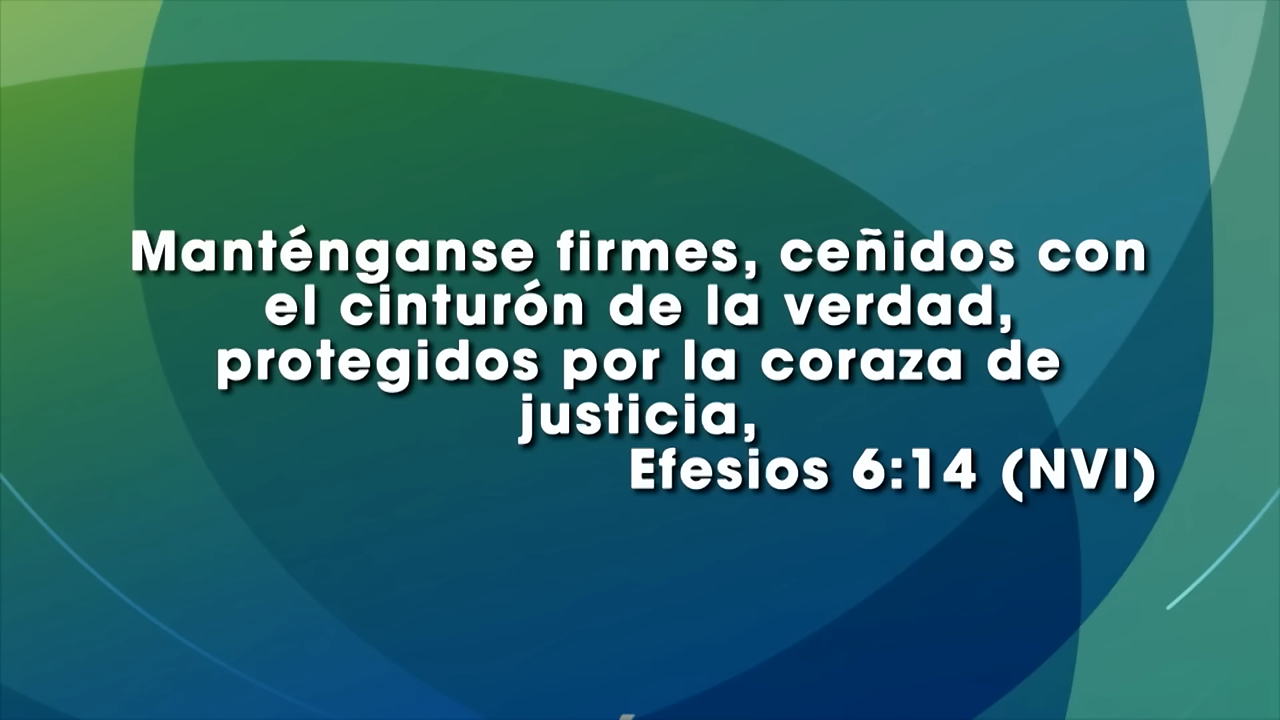 Manténganse firmes, ceñidos con
el cinturón de la verdad,
protegidos por la coraza de
justicia,
Efesios 6:14 (NVI)